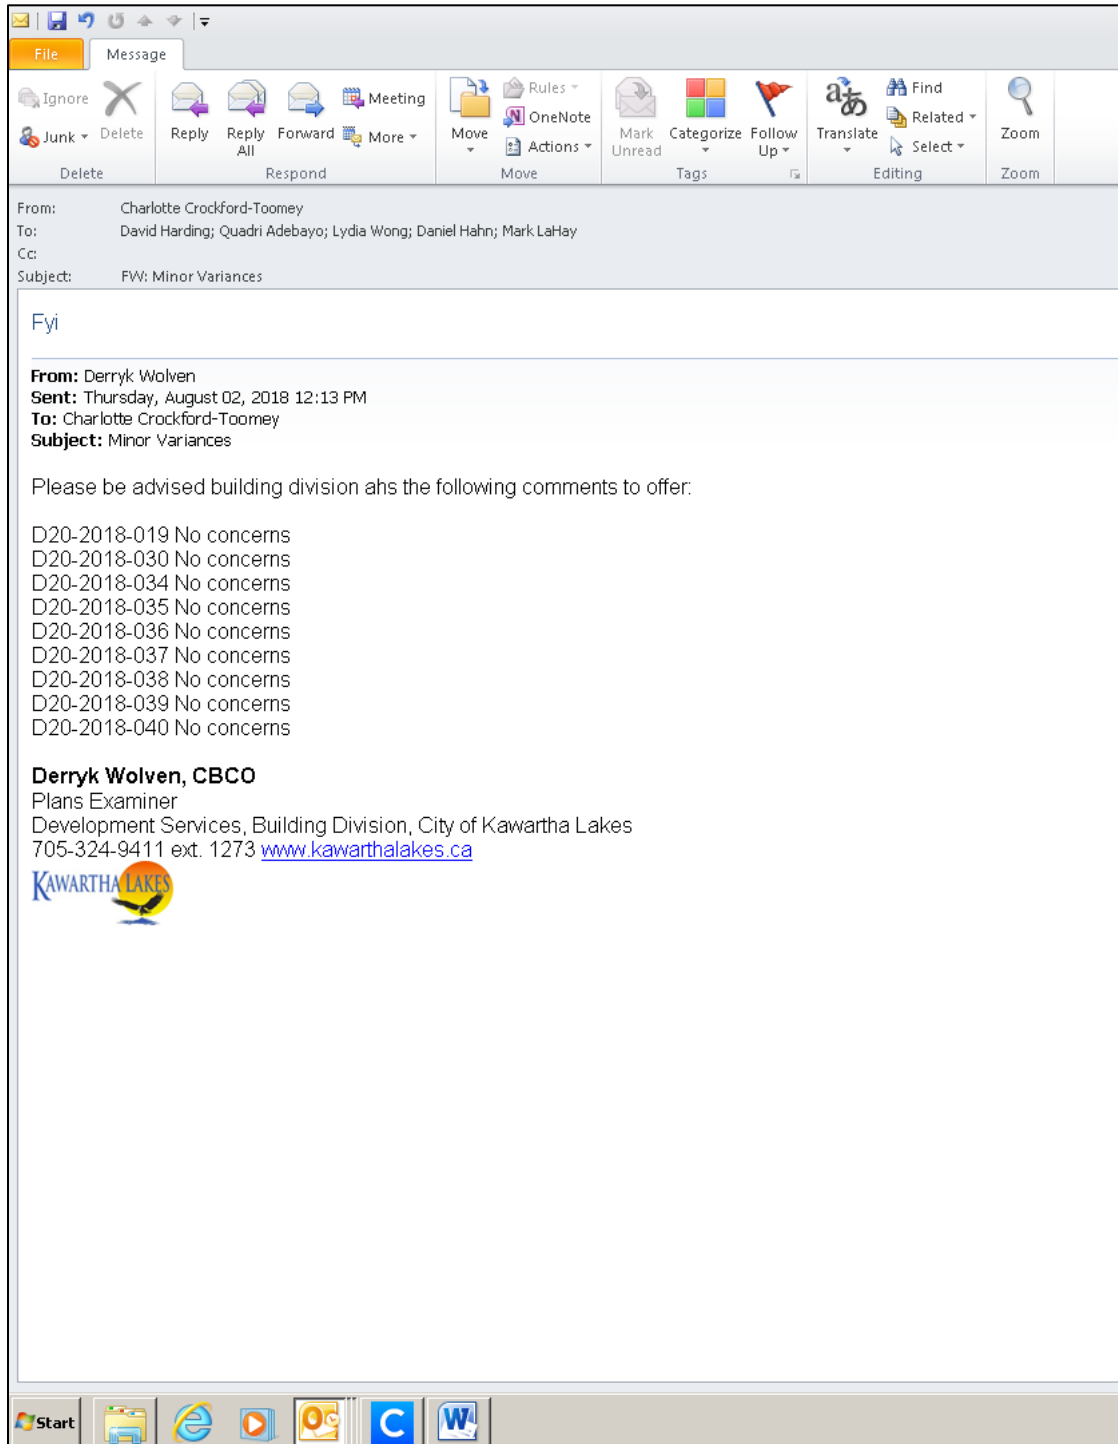 File Message
Ignore
Junk
Delete
Reply
Reply All
Forward
Meeting
More
Move
Rules
OneNote
Actions
Mark Unread
Categorize
Follow Up
Translate
Find
Related
Select
Zoom
Delete Respond Move Tags Editing Zoom
From: Charlotte Crockford-Toomey
To: David Harding; Quadri Adebayo; Lydia Wong; Daniel Hahn; Mark LaHay
Cc:
Subject: FW: Minor Variances
Fyi
From: Derryk Wolven
Sent: Thursday, August 02, 2018 12:13 PM
To: Charlotte Crockford-Toomey
Subject: Minor Variances
Please be advised building division ahs the following comments to offer:
D20-2018-019 No concerns
D20-2018-030 No concerns
D20-2018-034 No concerns
D20-2018-035 No concerns
D20-2018-036 No concerns
D20-2018-037 No concerns
D20-2018-038 No concerns
D20-2018-039 No concerns
D20-2018-040 No concerns
Derryk Wolven, CBCO
Plans Examiner
Development Services, Building Division, City of Kawartha Lakes
705-324-9411 ext. 1273 www.kawarthalakes.ca
KAWARTHA LAKES
Start